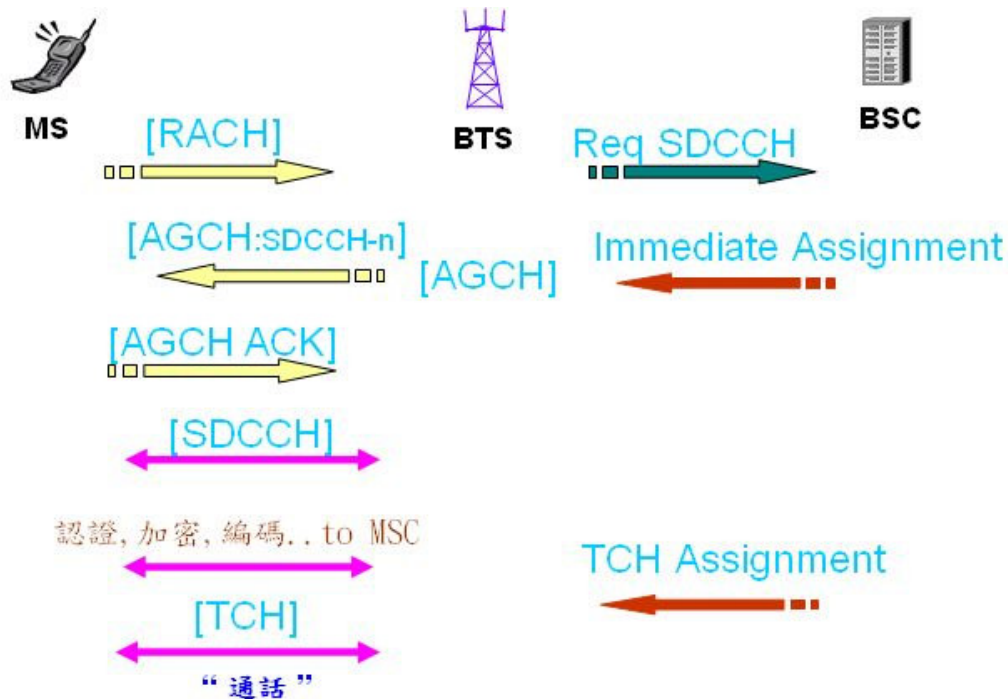 MS
BTS
BSC
[RACH]
Req SDCCH
[AGCH:SDCCH-n]
[AGCH]
Immediate Assignment
[AGCH ACK]
[SDCCH]
認證,加密,編碼..to MSC
TCH Assignment
[TCH]
“通話”